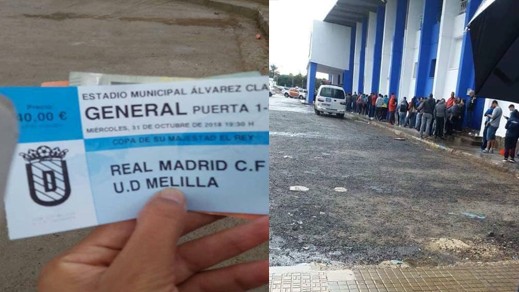 ESTADIO MUNICIPAL ÁLVAREZ CLA
Precio:
40,00 €
GENERAL PUERTA 1-
MIÉRCOLES, 31 DE OCTUBRE DE 2018 19:30 H
COPA DE SU MAJESTAD EL REY
REAL MADRID C.F
U.D MELILLA